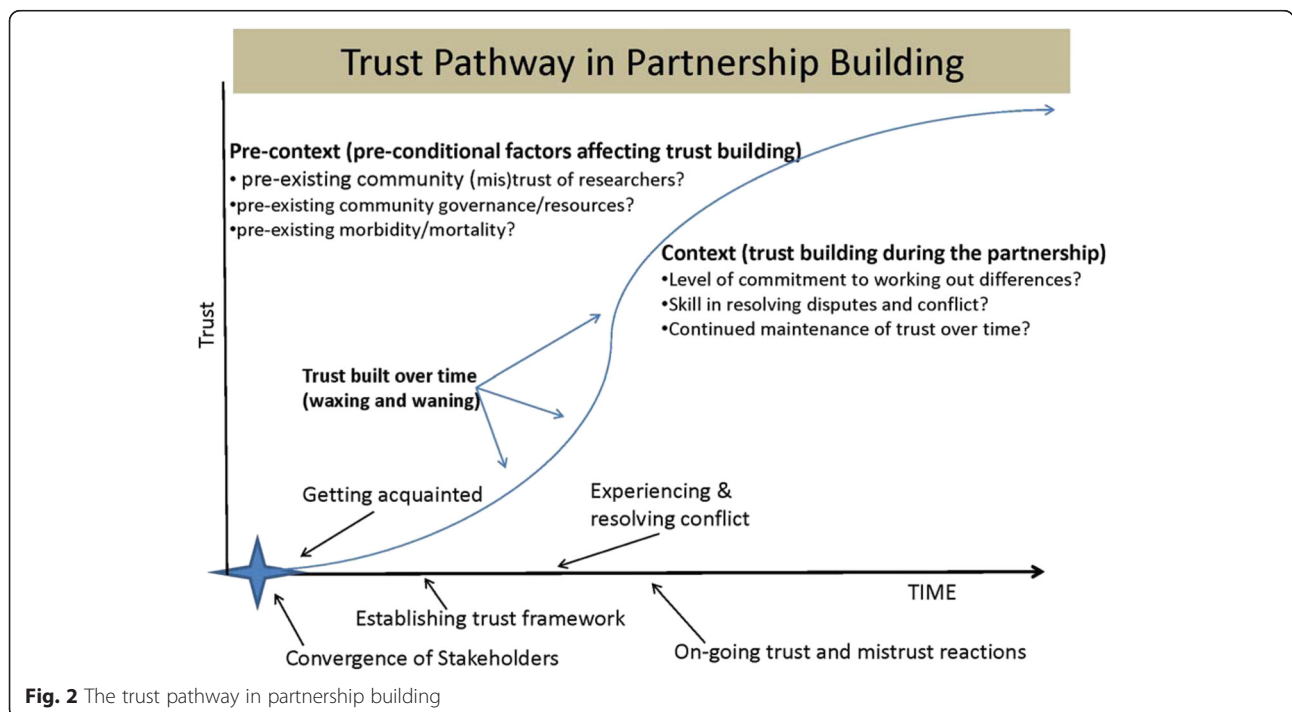 Trust Pathway in Partnership Building
Pre-context (pre-conditional factors affecting trust building)
• pre-existing community (mis)trust of researchers?
•pre-existing community governance/resources?
•pre-existing morbidity/mortality?
Context (trust building during the partnership)
•Level of commitment to working out differences?
•Skill in resolving disputes and conflict?
•Continued maintenance of trust over time?
Trust
Trust built over time
(waxing and waning)
Getting acquainted
Experiencing &
resolving conflict
TIME
Establishing trust framework
Convergence of Stakeholders
On-going trust and mistrust reactions
Fig. 2 The trust pathway in partnership building